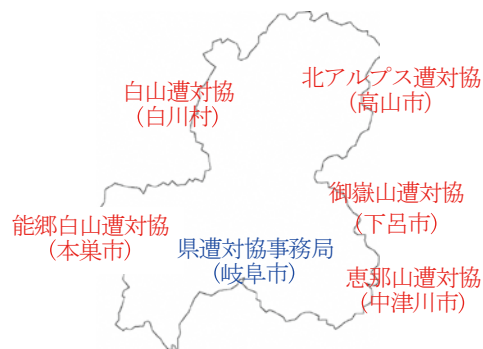 北アルプス遭対協
(高山市)
白山遭対協
(白川村)
御嶽山遭対協
(下呂市)
能郷白山遭対協
(本巣市)
県遭対協事務局
(岐阜市)
恵那山遭対協
(中津川市)